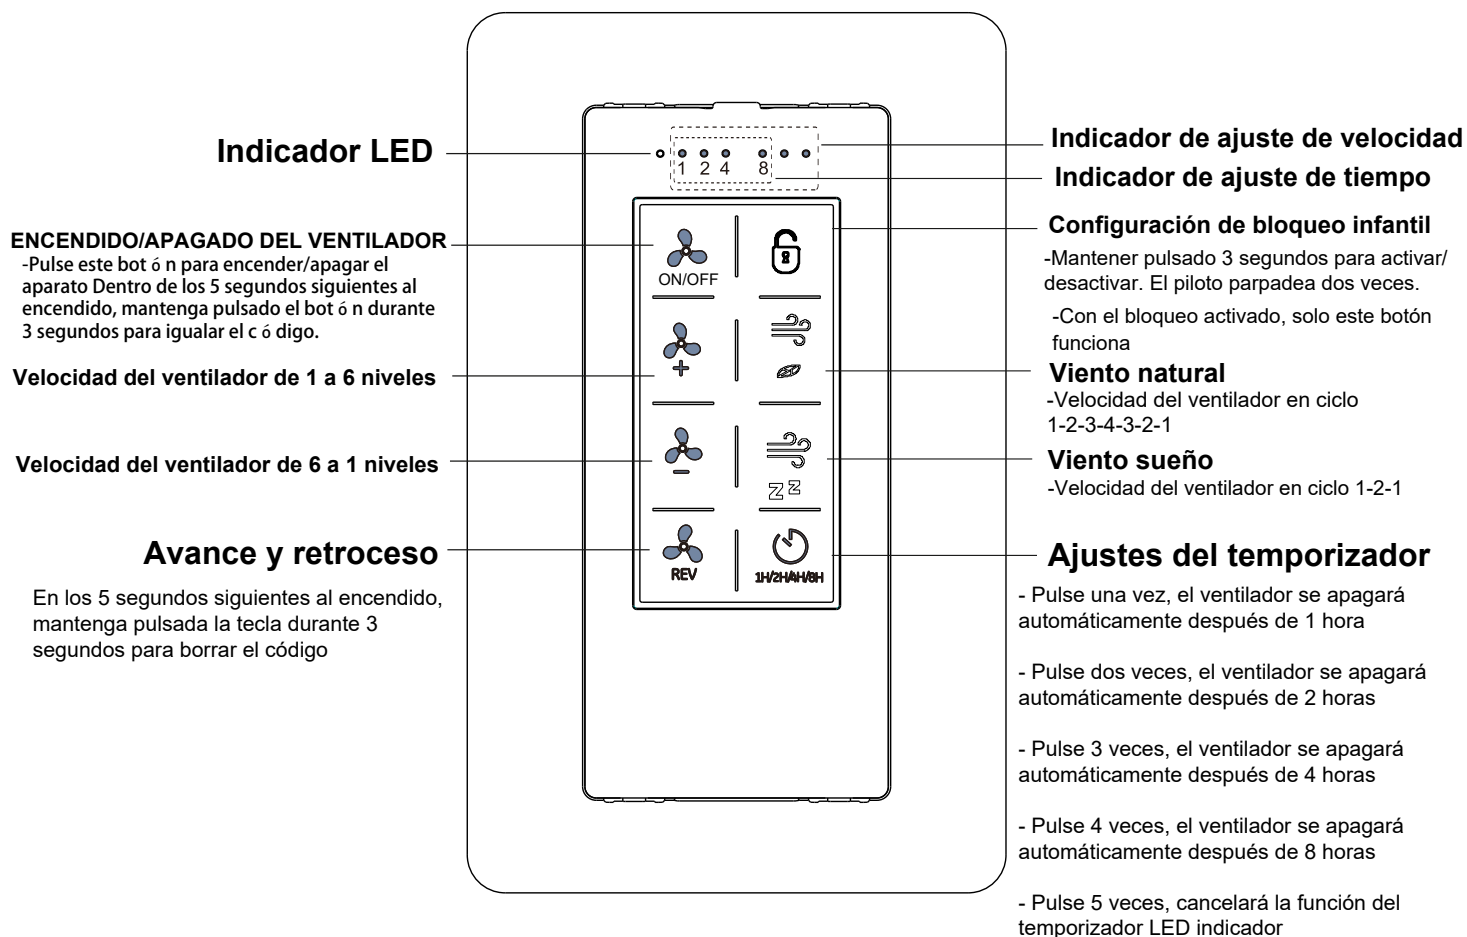 Indicador LED
ENCENDIDO/APAGADO DEL VENTILADOR
-Pulse este bot ó n para encender/apagar el
aparato Dentro de los 5 segundos siguientes al
encendido, mantenga pulsado el bot ó n durante
3 segundos para igualar el c ó digo.
Velocidad del ventilador de 1 a 6 niveles
Velocidad del ventilador de 6 a 1 niveles
Avance y retroceso
En los 5 segundos siguientes al encendido,
mantenga pulsada la tecla durante 3
segundos para borrar el código
1 2 4 8
ON/OFF
+
−
Z Z
REV
1H/2H/4H/8H
Indicador de ajuste de velocidad
Indicador de ajuste de tiempo
Configuración de bloqueo infantil
-Mantener pulsado 3 segundos para activar/
desactivar. El piloto parpadea dos veces.
-Con el bloqueo activado, solo este botón
funciona
Viento natural
-Velocidad del ventilador en ciclo
1-2-3-4-3-2-1
Viento sueño
-Velocidad del ventilador en ciclo 1-2-1
Ajustes del temporizador
- Pulse una vez, el ventilador se apagará
automáticamente después de 1 hora
- Pulse dos veces, el ventilador se apagará
automáticamente después de 2 horas
- Pulse 3 veces, el ventilador se apagará
automáticamente después de 4 horas
- Pulse 4 veces, el ventilador se apagará
automáticamente después de 8 horas
- Pulse 5 veces, cancelará la función del
temporizador LED indicador